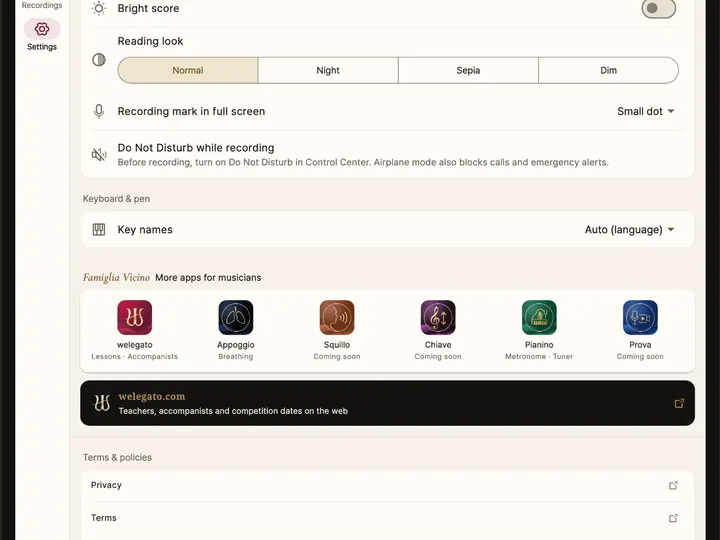 Recordings
Settings
Bright score
Reading look
Normal
Night
Sepia
Dim
Recording mark in full screen
Small dot
Do Not Disturb while recording
Before recording, turn on Do Not Disturb in Control Center. Airplane mode also blocks calls and emergency alerts.
Keyboard & pen
Key names
Auto (language)
Famiglia Vicino More apps for musicians
welegato
Lessons · Accompanists
Appoggio
Breathing
Squillo
Coming soon
Chiave
Coming soon
Pianino
Metronome · Tuner
Prova
Coming soon
welegato.com
Teachers, accompanists and competition dates on the web
Terms & policies
Privacy
Terms